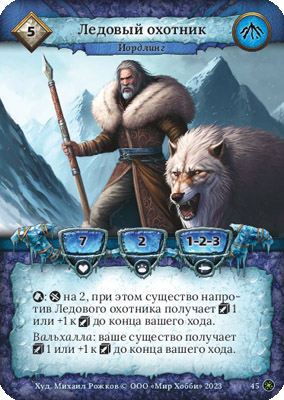 5
Ледовый охотник
Йордлинг
7
2
1-2-3
: на 2, при этом существо напро-
тив Ледового охотника получает 1
или +1 к до конца вашего хода.
Вальхалла: ваше существо получает
1 или +1 к до конца вашего хода.
Худ. Михаил Рожков © ООО «Мир Хобби» 2023
45